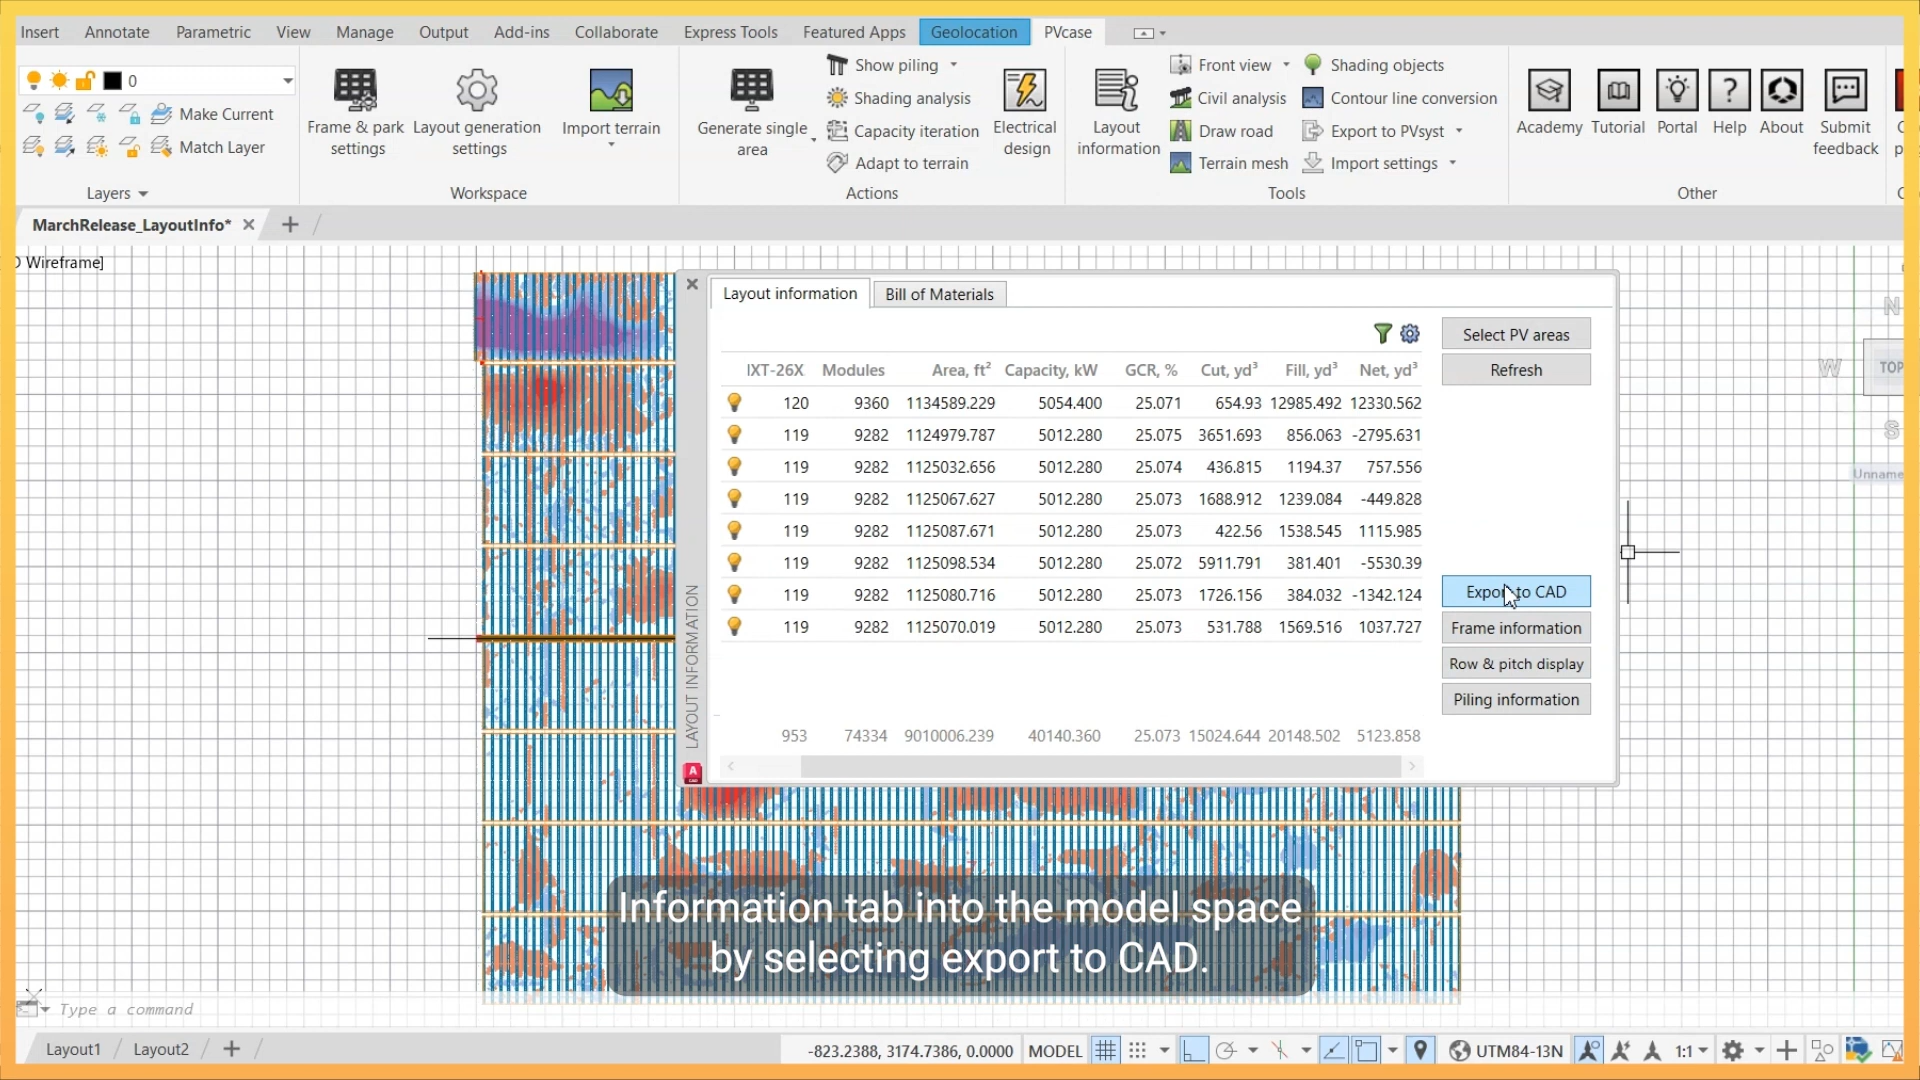 Insert Annotate Parametric View Manage Output Add-ins Collaborate Express Tools Featured Apps Geolocation PVcase
0
Make Current
Match Layer
Layers
Frame & park settings
Layout generation settings
Import terrain
Workspace
Generate single area
Show piling
Shading analysis
Capacity iteration
Adapt to terrain
Electrical design
Actions
Layout information
Front view
Civil analysis
Draw road
Terrain mesh
Shading objects
Contour line conversion
Export to PVsyst
Import settings
Tools
Academy Tutorial Portal Help About Submit feedback
Other
MarchRelease_LayoutInfo*
Wireframe]
Layout information Bill of Materials
IXT-26X Modules Area, ft² Capacity, kW GCR, % Cut, yd³ Fill, yd³ Net, yd³
120 9360 1134589.229 5054.400 25.071 654.93 12985.492 12330.562
119 9282 1124979.787 5012.280 25.075 3651.693 856.063 -2795.631
119 9282 1125032.656 5012.280 25.074 436.815 1194.37 757.556
119 9282 1125067.627 5012.280 25.073 1688.912 1239.084 -449.828
119 9282 1125087.671 5012.280 25.073 422.56 1538.545 1115.985
119 9282 1125098.534 5012.280 25.072 5911.791 381.401 -5530.39
119 9282 1125080.716 5012.280 25.073 1726.156 384.032 -1342.124
119 9282 1125070.019 5012.280 25.073 531.788 1569.516 1037.727
953 74334 9010006.239 40140.360 25.073 15024.644 20148.502 5123.858
LAYOUT INFORMATION
Select PV areas
Refresh
Export to CAD
Frame information
Row & pitch display
Piling information
N
W
TOP
S
Unname
Information tab into the model space
by selecting export to CAD.
Type a command
Layout1 Layout2
-823.2388, 3174.7386, 0.0000 MODEL UTM84-13N 1:1